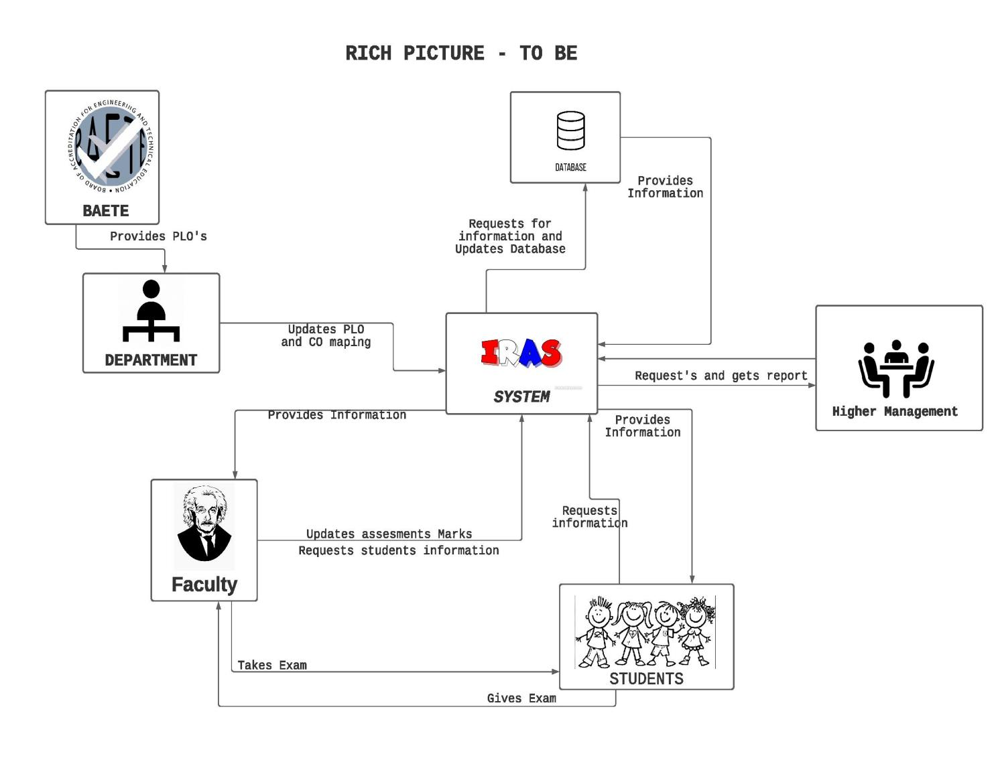 RICH PICTURE - TO BE
BOARD OF ACCREDITATION FOR ENGINEERING AND TECHNICAL EDUCATION •
BAETE
BAETE
Provides PLO's
DATABASE
Provides
Information
Requests for
information and
Updates Database
DEPARTMENT
Updates PLO
and CO maping
IRAS
SYSTEM
Request's and gets report
Higher Management
Provides Information
Provides
Information
Requests
information
Faculty
Updates assesments Marks
Requests students information
STUDENTS
Takes Exam
Gives Exam